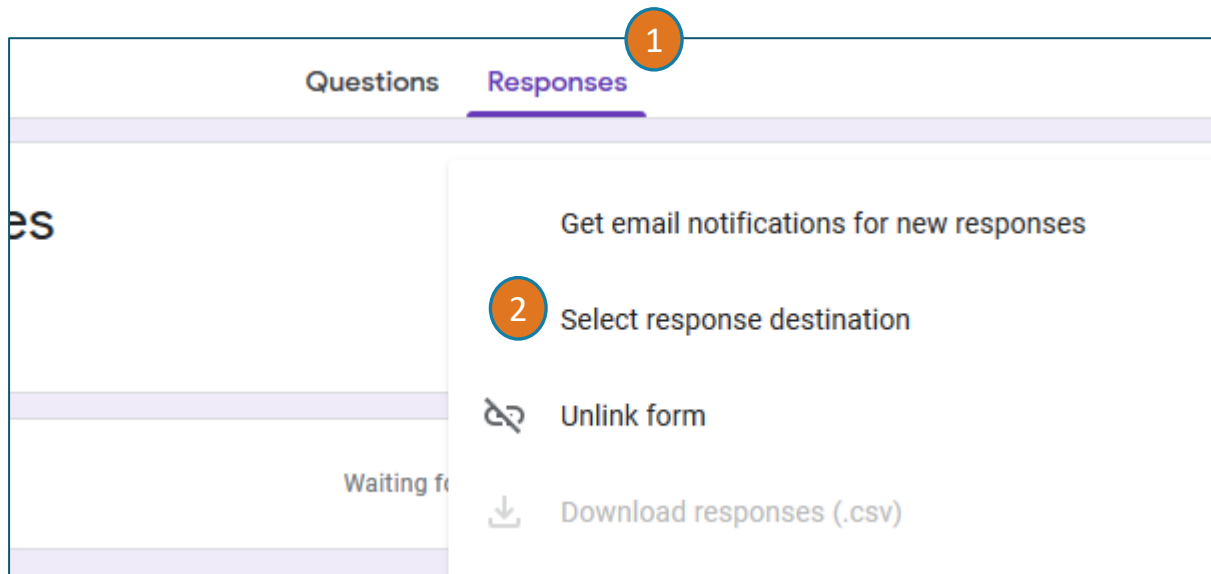 1
Questions Responses
es
Get email notifications for new responses
2 Select response destination
Unlink form
Waiting fo
Download responses (.csv)